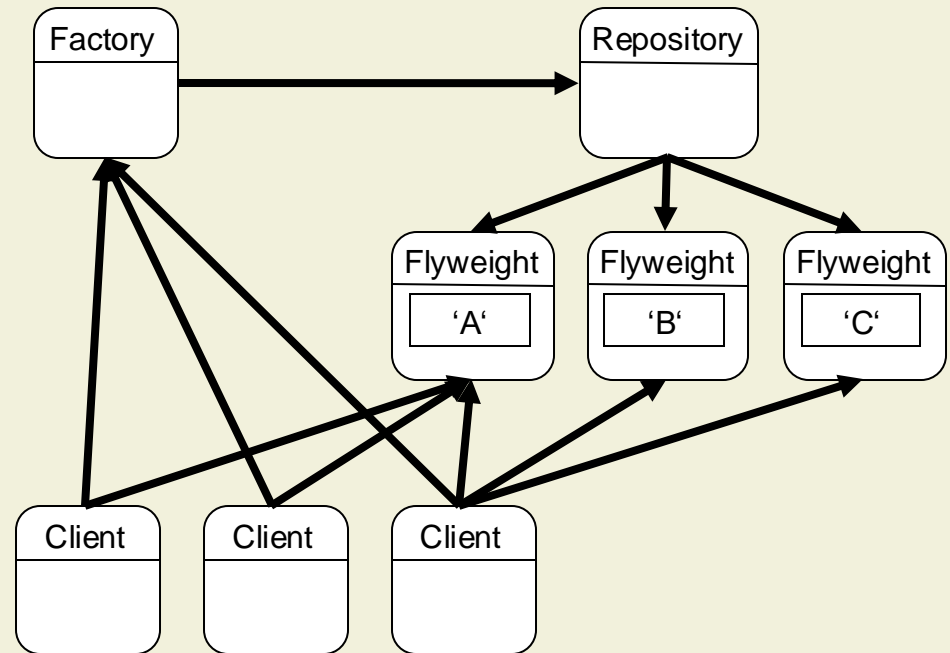 Factory
Repository
Flyweight
Flyweight
Flyweight
‘A‘
‘B‘
‘C‘
Client
Client
Client